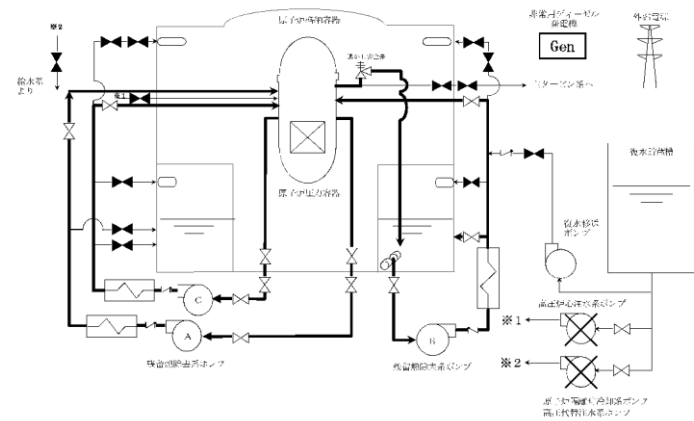 原子炉格納容器
非常用ディーゼル
発電機
Gen
外部電源
※2
給水系
より
※1
主タービン系へ
復水貯蔵槽
原子炉圧力容器
復水移送
ポンプ
高圧炉心注水系ポンプ
C
※1
A
B
残留熱除去系ポンプ
残留熱除去系ポンプ
※2
原子炉隔離時冷却系ポンプ
高圧代替注水系ポンプ